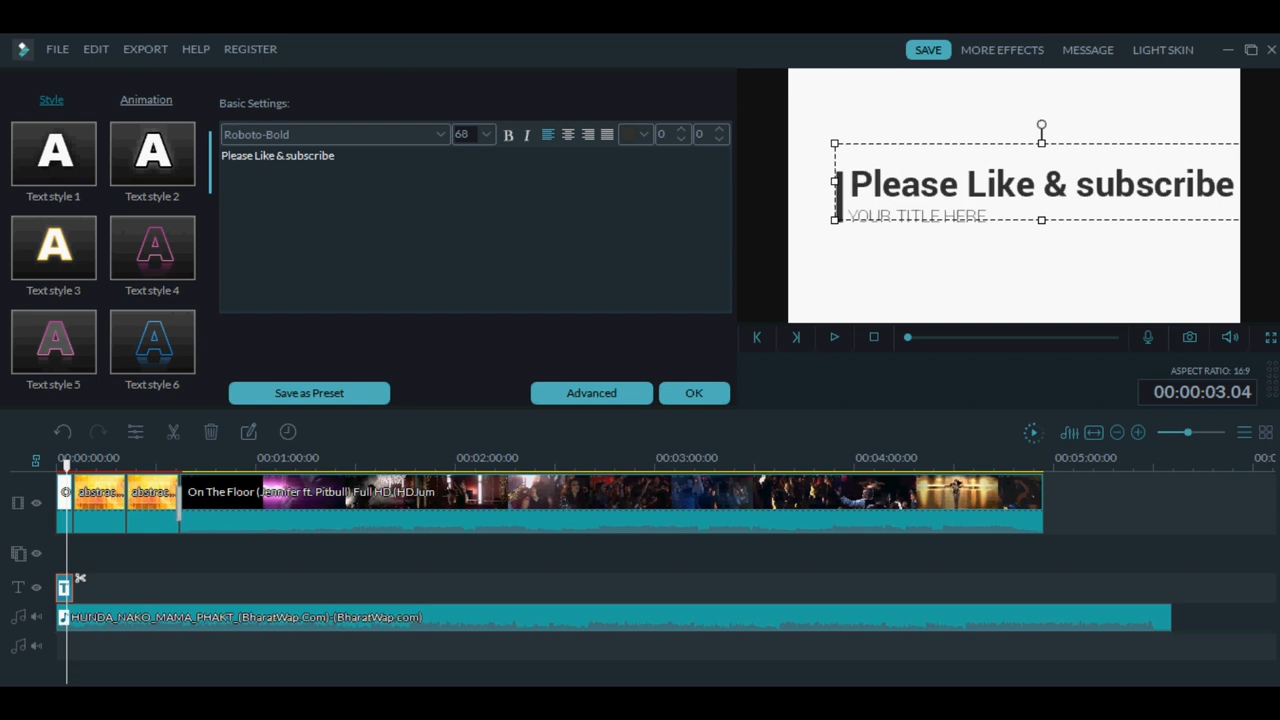 FILE EDIT EXPORT HELP REGISTER SAVE MORE EFFECTS MESSAGE LIGHT SKIN
Style Animation
Basic Settings:
Roboto-Bold 68 B I 0 0
Please Like & subscribe
A A
Text style 1 Text style 2
A A
Text style 3 Text style 4
A A
Text style 5 Text style 6
Save as Preset Advanced OK
Please Like & subscribe
YOUR TITLE HERE
ASPECT RATIO: 16:9
00:00:03.04
00:00:00:00 00:01:00:00 00:02:00:00 00:03:00:00 00:04:00:00 00:05:00:00
abstrac... abstrac... On The Floor (Jennifer ft. Pitbull) Full HD,(HDJum
T T
HUNDA_NAKO_MAMA_PHAKT_(BharatWap.Com)-(BharatWap.com)